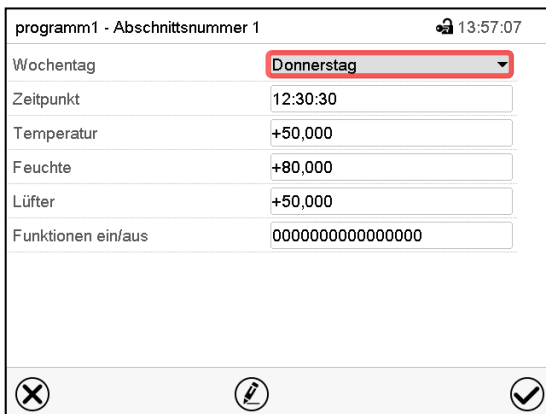 programm1 - Abschnittsnummer 1 13:57:07
Wochentag Donnerstag
Zeitpunkt 12:30:30
Temperatur +50,000
Feuchte +80,000
Lüfter +50,000
Funktionen ein/aus 0000000000000000